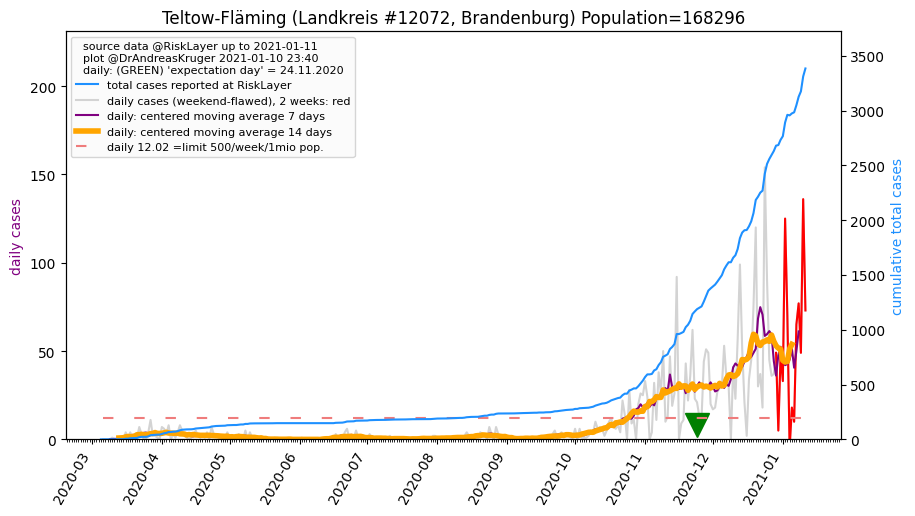 Teltow-Fläming (Landkreis #12072, Brandenburg) Population=168296
source data @RiskLayer up to 2021-01-11
plot @DrAndreasKruger 2021-01-10 23:40
daily: (GREEN) 'expectation day' = 24.11.2020
total cases reported at RiskLayer
daily cases (weekend-flawed), 2 weeks: red
daily: centered moving average 7 days
daily: centered moving average 14 days
daily 12.02 =limit 500/week/1mio pop.
daily cases
200
150
100
50
0
cumulative total cases
3500
3000
2500
2000
1500
1000
500
0
2020-03
2020-04
2020-05
2020-06
2020-07
2020-08
2020-09
2020-10
2020-11
2020-12
2021-01